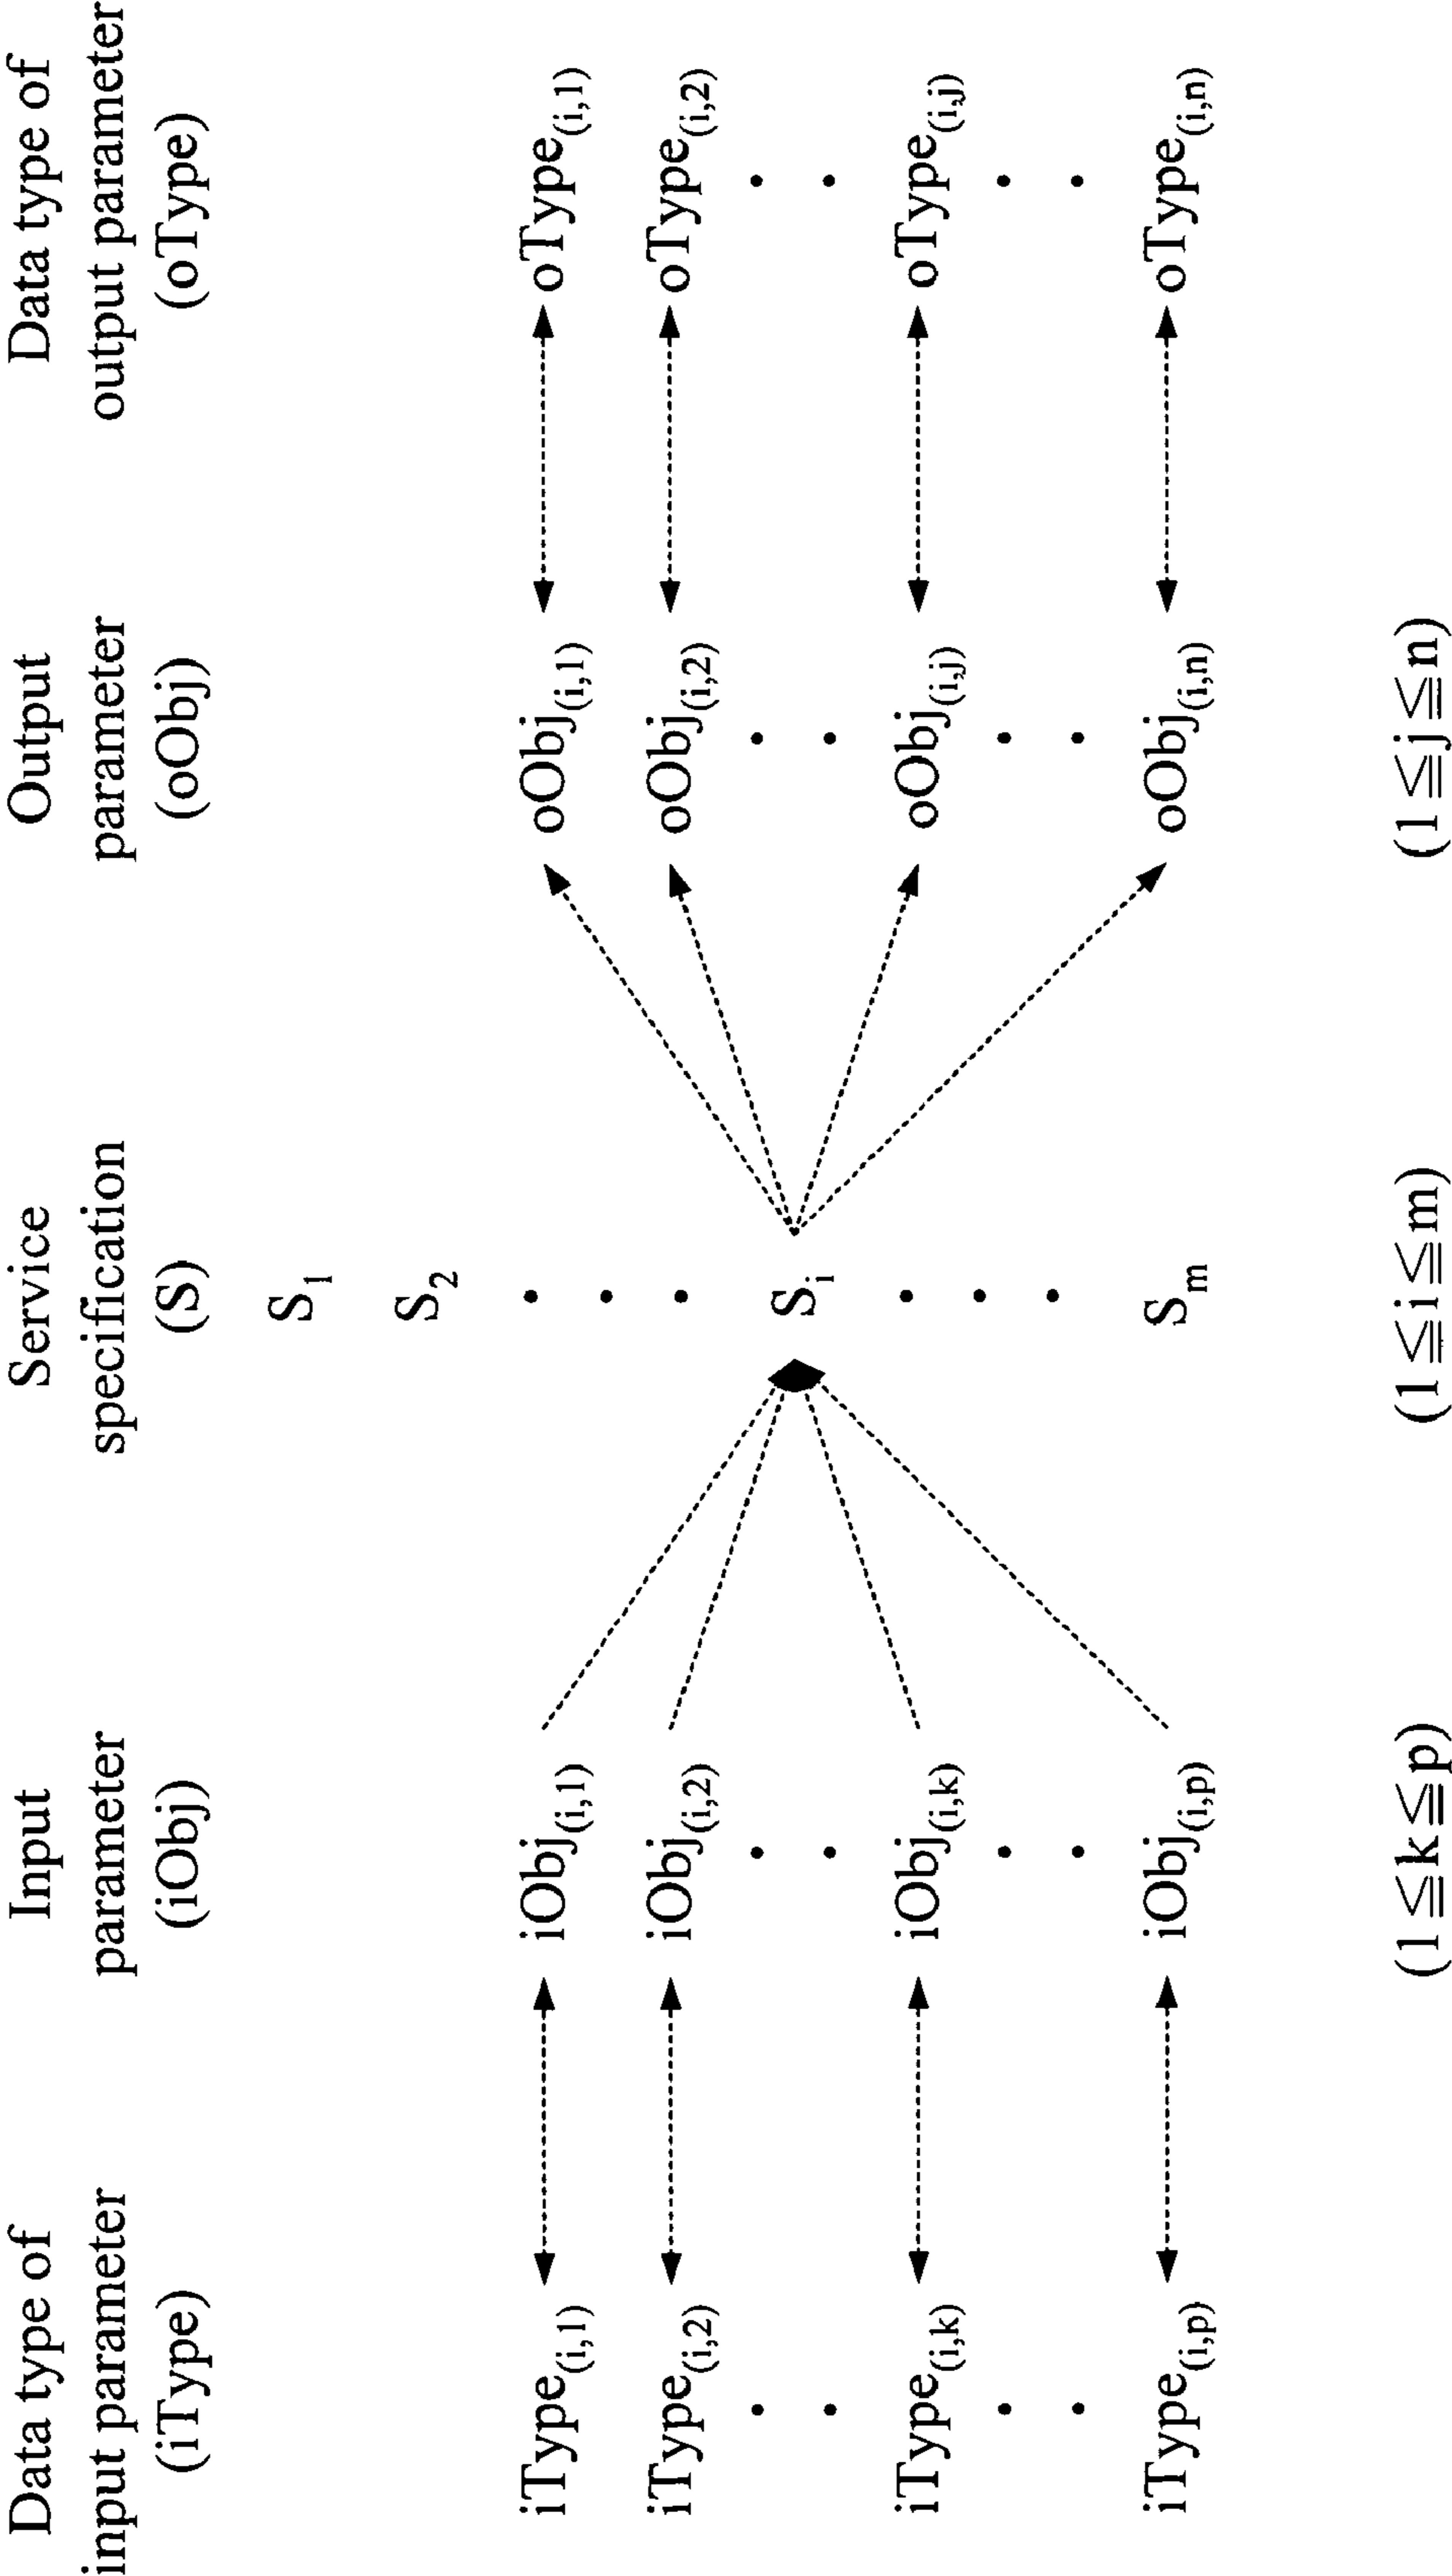 Data type of
input parameter
(iType)
Input
parameter
(iObj)
Service
specification
(S)
Output
parameter
(oObj)
Data type of
output parameter
(oType)
S1
S2
iType(i,1)
iObj(i,1)
oObj(i,1)
oType(i,1)
iType(i,2)
iObj(i,2)
oObj(i,2)
oType(i,2)
Si
iType(i,k)
iObj(i,k)
oObj(i,j)
oType(i,j)
iType(i,p)
iObj(i,p)
Sm
oObj(i,n)
oType(i,n)
(1≦k≦p)
(1≦i≦m)
(1≦j≦n)